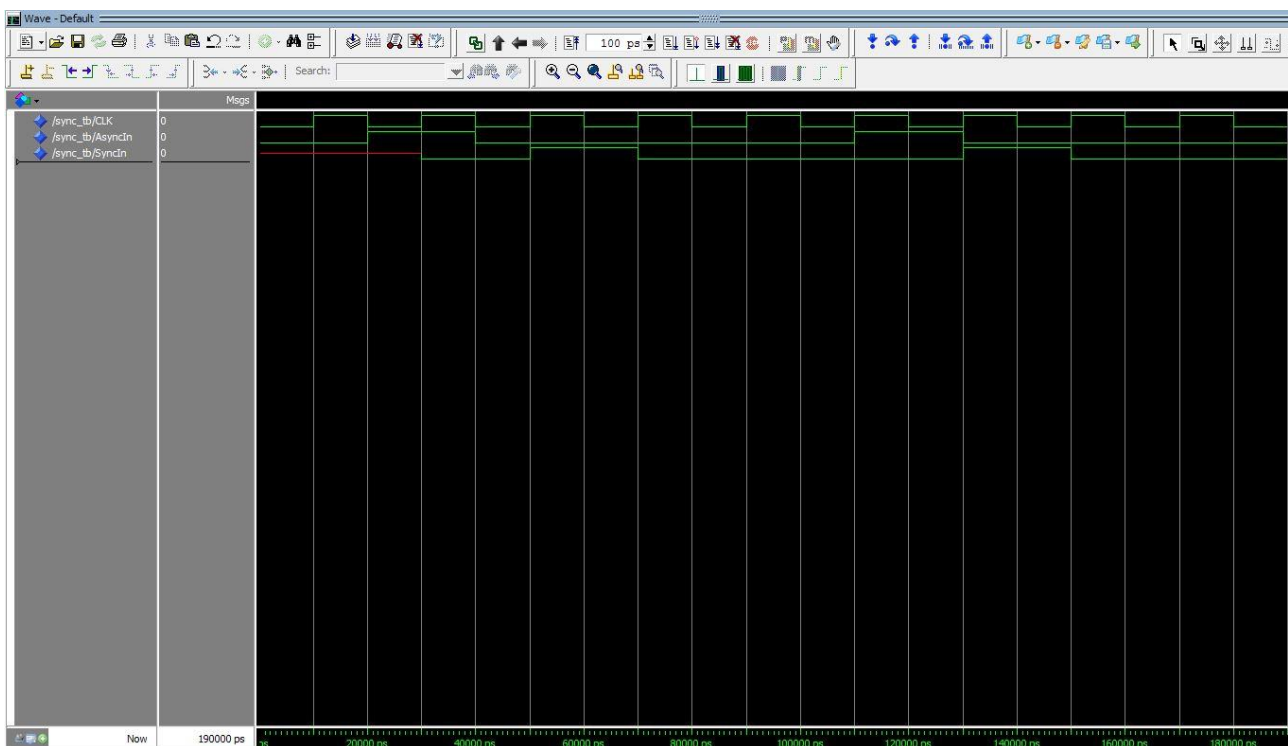 Wave - Default
100 ps
Search:
Msgs
/sync_tb/CLK 0
/sync_tb/AsyncIn 0
/sync_tb/SyncIn 0
Now 190000 ps
ps 20000 ps 40000 ps 60000 ps 80000 ps 100000 ps 120000 ps 140000 ps 160000 ps 180000 ps